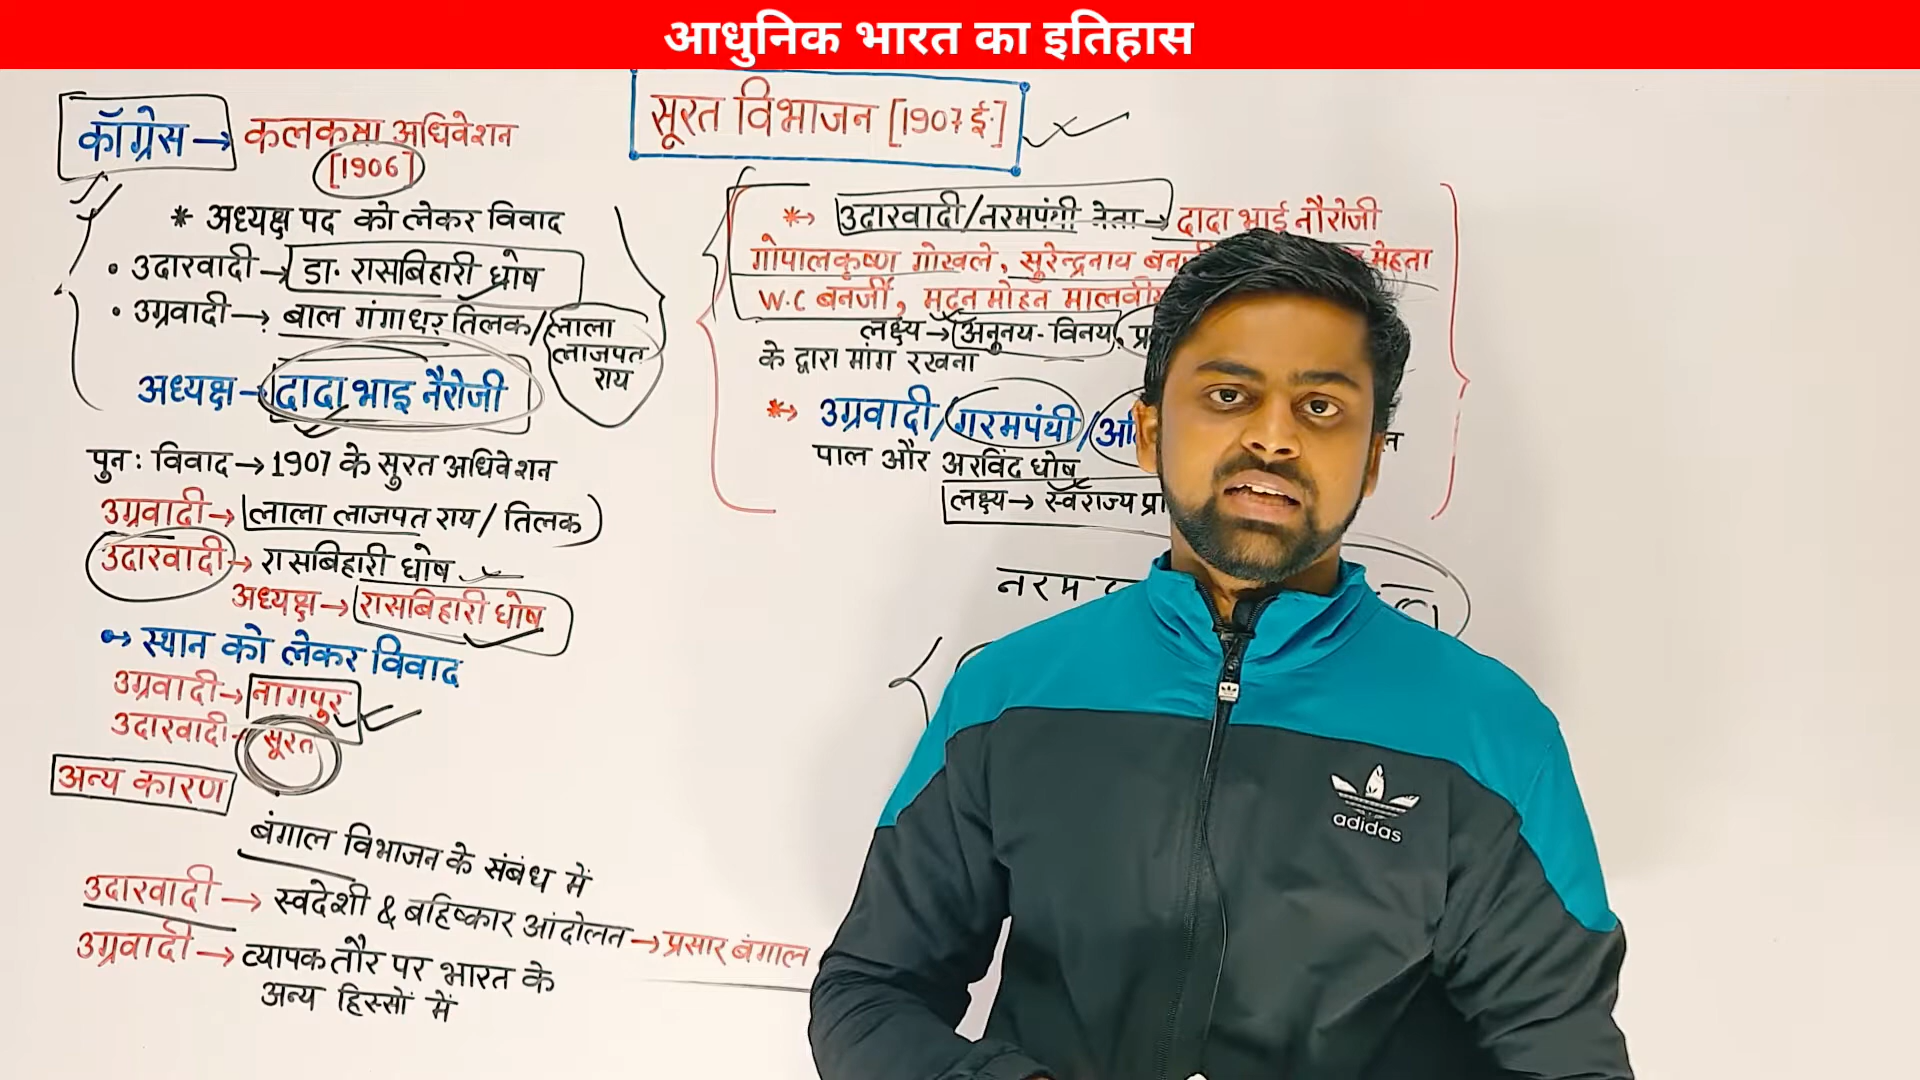 आधुनिक भारत का इतिहास
सूरत विभाजन [1907 ई.]
कॉग्रेस → कलकत्ता अधिवेशन
[1906]
* अध्यक्ष पद को लेकर विवाद
• उदारवादी → डा. रासबिहारी घोष
• उग्रवादी → बाल गंगाधर तिलक/लाला
लाजपत
राय
अध्यक्ष → दादा भाइ नैरोजी
पुन: विवाद → 1907 के सुरत अधिवेशन
उग्रवादी → लाला लाजपत राय / तिलक
उदारवादी → रासबिहारी घोष
अध्यक्ष → रासबिहारी घोष
स्थान को लेकर विवाद
उग्रवादी → नागपुर
उदारवादी - सूरत
अन्य कारण
बंगाल विभाजन के संबंध में
उदारवादी → स्वदेशी & बहिष्कार आंदोलन → प्रसार बंगाल
उग्रवादी → व्यापक तौर पर भारत के
अन्य हिस्सों में
* उदारवादी/नरमपंथी नेता → दादा भाई नौरोजी
गोपालकृष्ण गोखले, सुरेन्द्रनाथ मेहता
W.C बनर्जी, मदन मोहन
लक्ष्य → अनूनय - विनय,
के द्वारा मांग रखना
* उग्रवादी/गरमपंथी/
पाल और अरविंद घोष
लक्ष्य → स्वराज्य
नरम
adidas